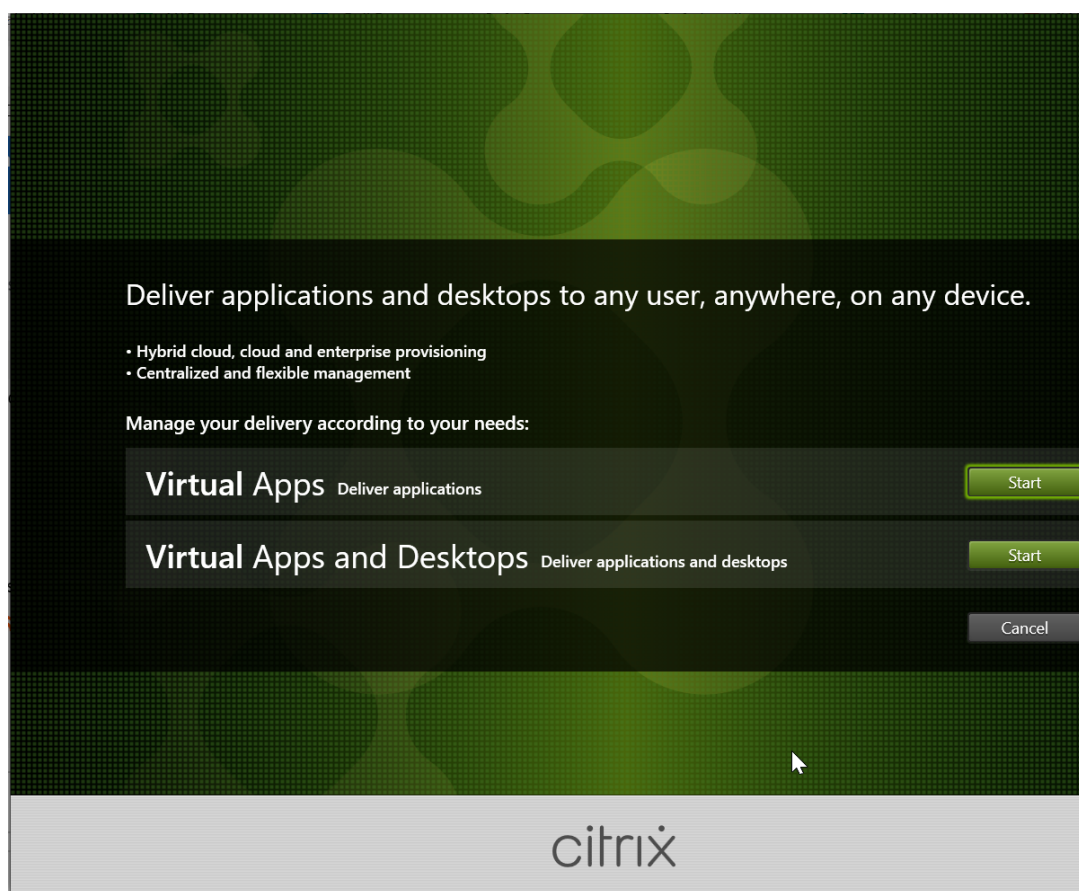 Deliver applications and desktops to any user, anywhere, on any device.
• Hybrid cloud, cloud and enterprise provisioning
• Centralized and flexible management
Manage your delivery according to your needs:
Virtual Apps Deliver applications Start
Virtual Apps and Desktops Deliver applications and desktops Start
Cancel
citrix